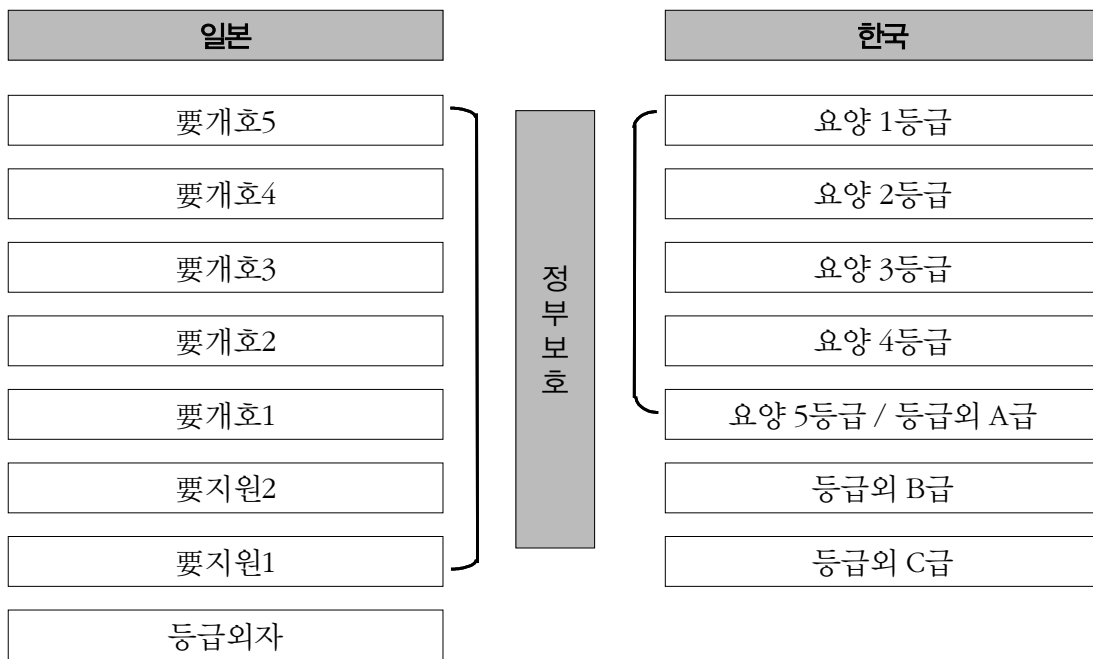 일본
要개호5
要개호4
要개호3
要개호2
要개호1
要지원2
要지원1
등급외자
정부보호
한국
요양 1등급
요양 2등급
요양 3등급
요양 4등급
요양 5등급 / 등급외 A급
등급외 B급
등급외 C급